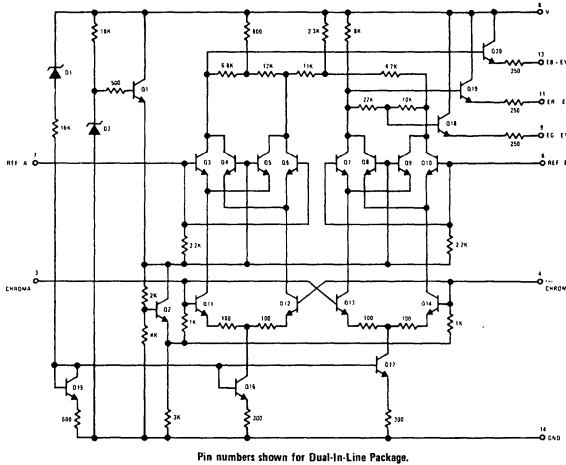 8
V
18K
800
2.3K
8K
Q20
13
EB - EY
250
D1
6.8K
12K
11K
4.7K
500
Q1
Q19
11
ER
250
22K
10K
Q18
9
EG EY
250
16K
D2
7
REF A
Q3
Q4
Q5
Q6
Q7
Q8
Q9
Q10
6
REF
2.2K
2.2K
3
CHROMA
4
CHROM
2K
Q2
Q11
Q12
Q13
Q14
1K
100
100
100
100
1K
4K
Q17
Q15
Q16
600
3K
300
300
14
GND
Pin numbers shown for Dual-In-Line Package.